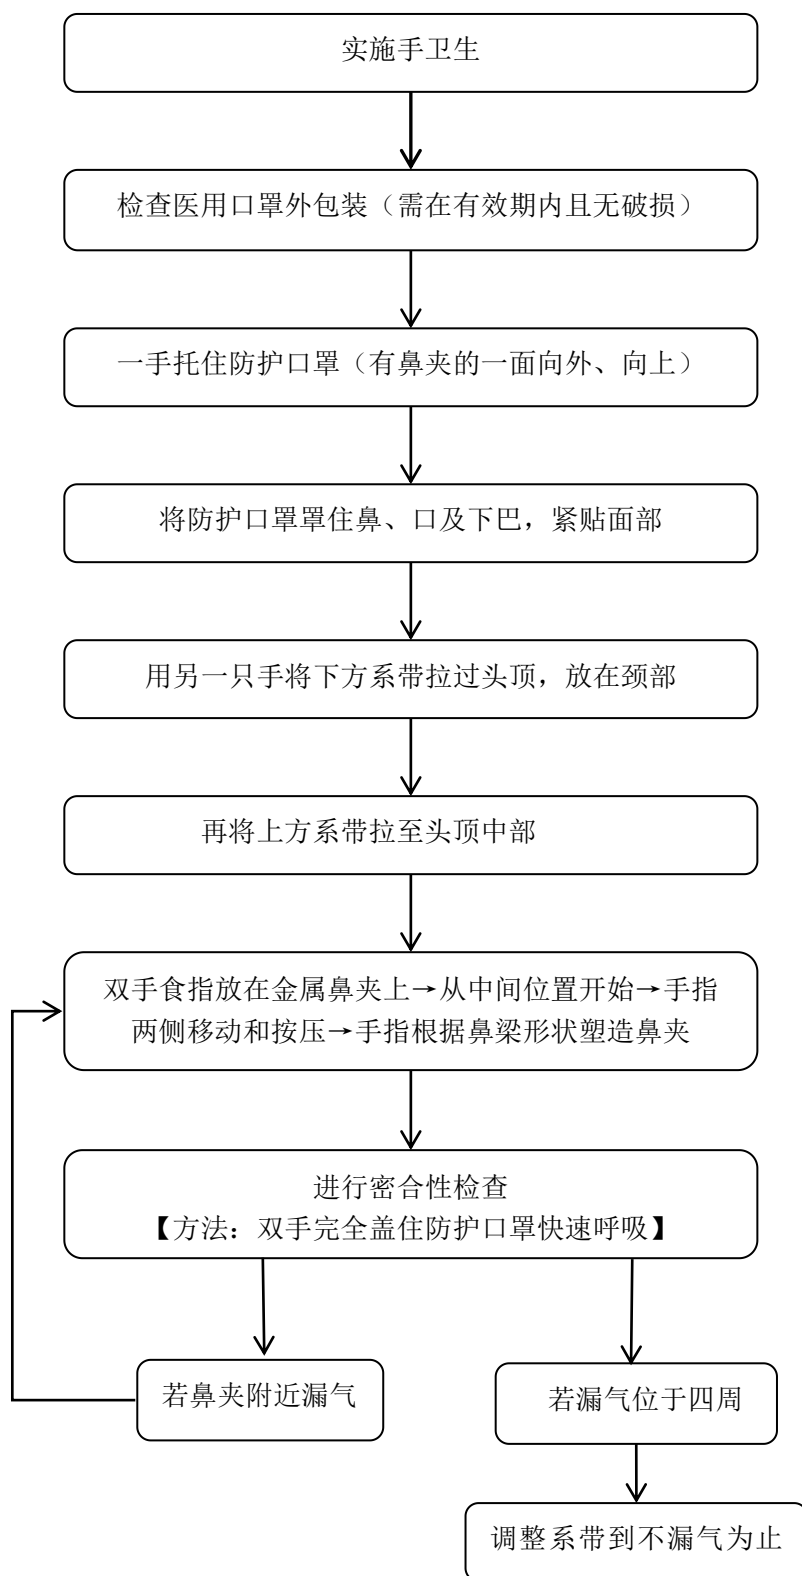 实施手卫生
检查医用口罩外包装（需在有效期内且无破损）
一手托住防护口罩（有鼻夹的一面向外、向上）
将防护口罩罩住鼻、口及下巴，紧贴面部
用另一只手将下方系带拉过头顶，放在颈部
再将上方系带拉至头顶中部
双手食指放在金属鼻夹上→从中间位置开始→手指
两侧移动和按压→手指根据鼻梁形状塑造鼻夹
进行密合性检查
【方法：双手完全盖住防护口罩快速呼吸】
若鼻夹附近漏气
若漏气位于四周
调整系带到不漏气为止